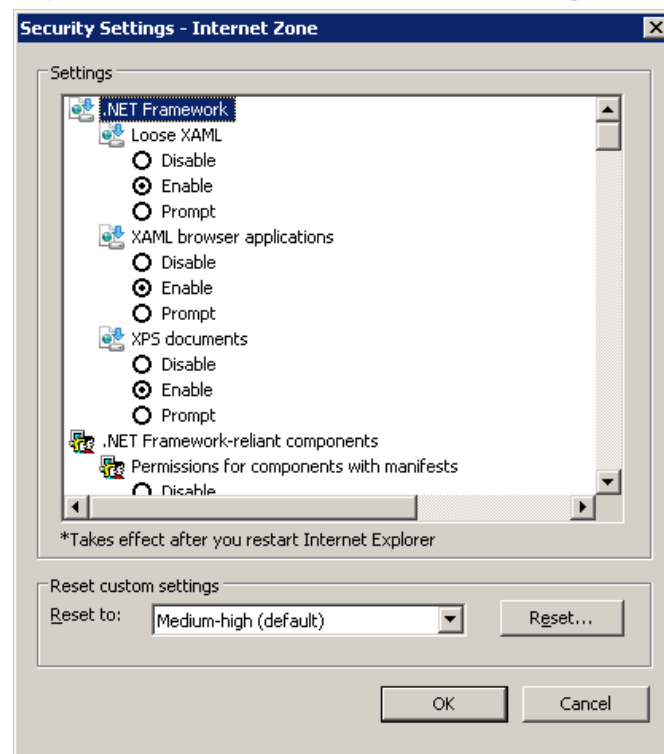 Security Settings - Internet Zone
Settings
.NET Framework
Loose XAML
Disable
Enable
Prompt
XAML browser applications
Disable
Enable
Prompt
XPS documents
Disable
Enable
Prompt
.NET Framework-reliant components
Permissions for components with manifests
Disable
*Takes effect after you restart Internet Explorer
Reset custom settings
Reset to: Medium-high (default) Reset...
OK Cancel